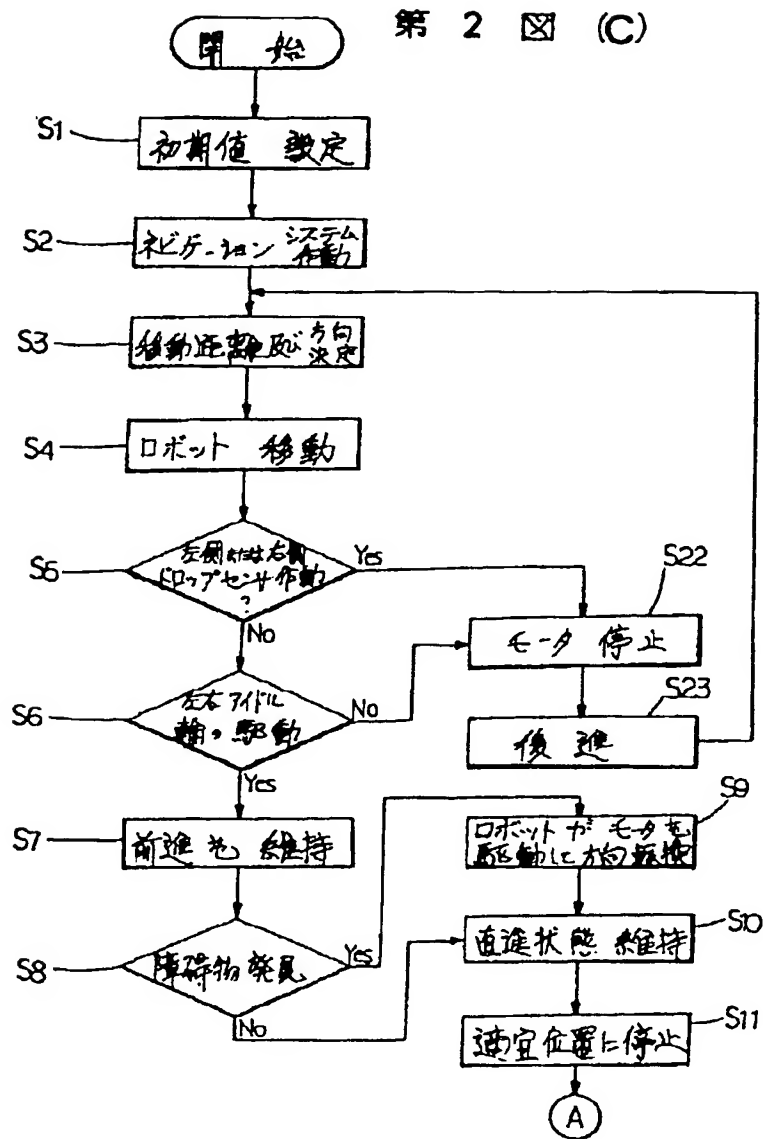 第 2 図 (C)
開 始
S1
初期値 設定
S2
ネビゲーション システム
作動
S3
移動距離及び 方向
決定
S4
ロボット 移動
S5
左側または右側
ドロップセンサ作動
?
Yes
No
S22
モータ 停止
S23
後進
S6
左右アイドル
輪の駆動
No
Yes
S7
前進を 維持
S8
障碍物発見
Yes
No
S9
ロボットが モータを
駆動して方向転換
S10
直進状態 維持
S11
適宜位置に停止
A